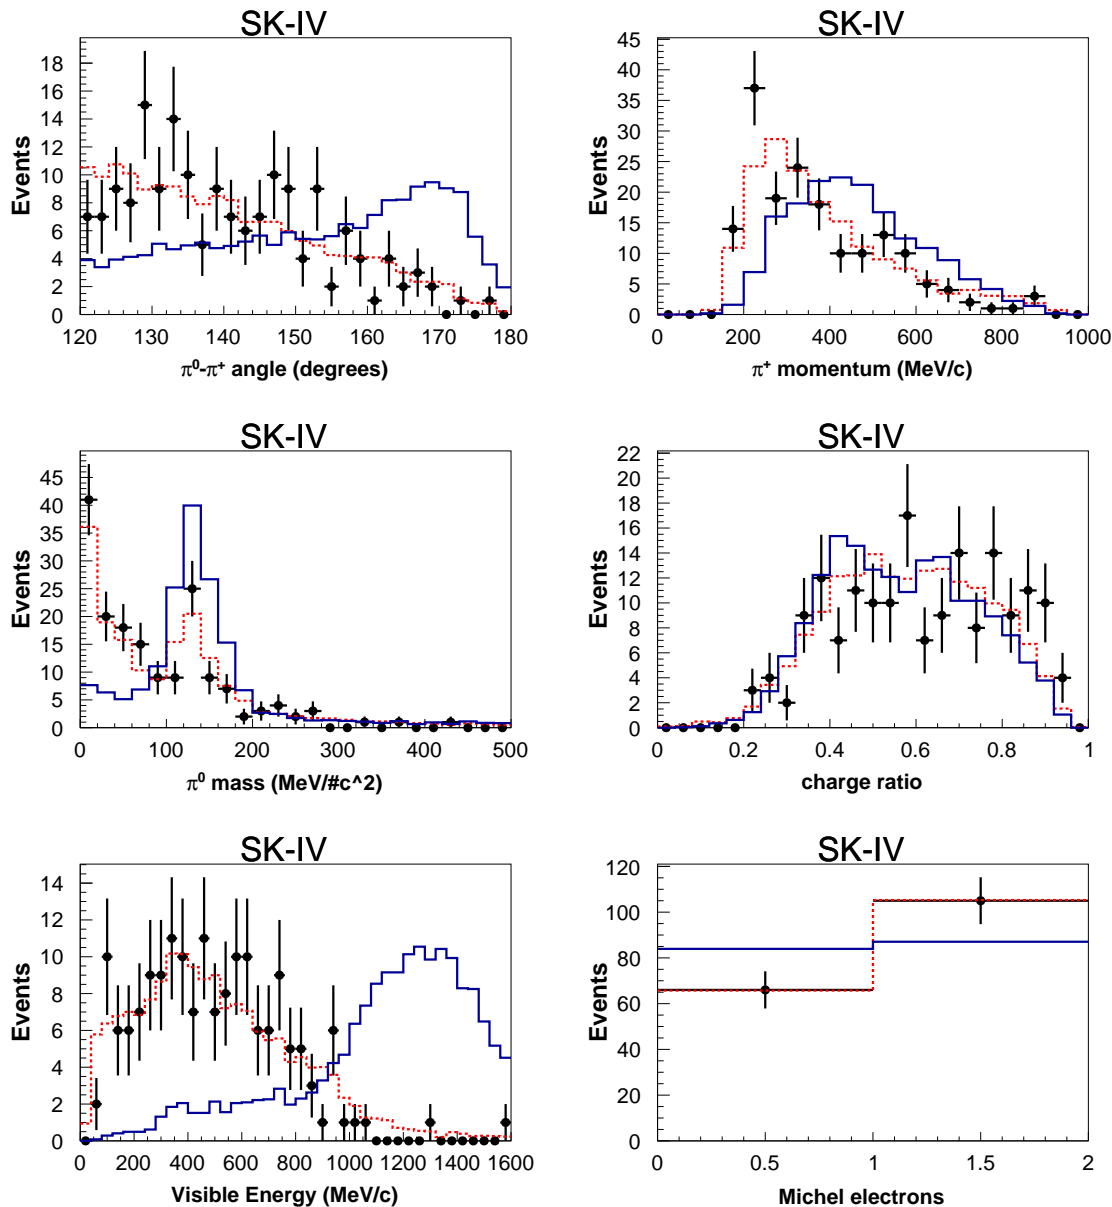 SK-IV
Events
18
16
14
12
10
8
6
4
2
0
120 130 140 150 160 170 180
π⁰-π⁺ angle (degrees)
SK-IV
Events
45
40
35
30
25
20
15
10
5
0
0 200 400 600 800 1000
π⁺ momentum (MeV/c)
SK-IV
Events
45
40
35
30
25
20
15
10
5
0
0 100 200 300 400 500
π⁰ mass (MeV/#c^2)
SK-IV
Events
22
20
18
16
14
12
10
8
6
4
2
0
0 0.2 0.4 0.6 0.8 1
charge ratio
SK-IV
Events
14
12
10
8
6
4
2
0
0 200 400 600 800 1000 1200 1400 1600
Visible Energy (MeV/c)
SK-IV
Events
120
100
80
60
40
20
0
0 0.5 1 1.5 2
Michel electrons